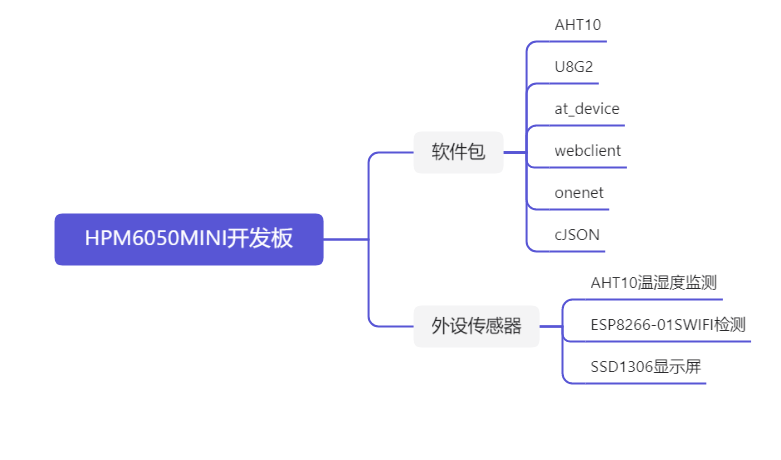 HPM6050MINI开发板
软件包
AHT10
U8G2
at_device
webclient
onenet
cJSON
外设传感器
AHT10温湿度监测
ESP8266-01SWIFI检测
SSD1306显示屏